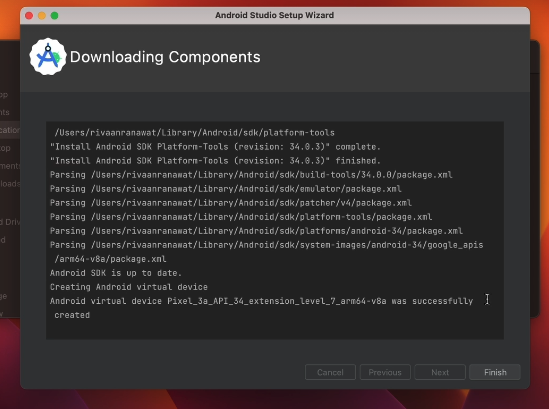 Android Studio Setup Wizard
Downloading Components
/Users/rivaanranawat/Library/Android/sdk/platform-tools
"Install Android SDK Platform-Tools (revision: 34.0.3)" complete.
"Install Android SDK Platform-Tools (revision: 34.0.3)" finished.
Parsing /Users/rivaanranawat/Library/Android/sdk/build-tools/34.0.0/package.xml
Parsing /Users/rivaanranawat/Library/Android/sdk/emulator/package.xml
Parsing /Users/rivaanranawat/Library/Android/sdk/patcher/v4/package.xml
Parsing /Users/rivaanranawat/Library/Android/sdk/platform-tools/package.xml
Parsing /Users/rivaanranawat/Library/Android/sdk/platforms/android-34/package.xml
Parsing /Users/rivaanranawat/Library/Android/sdk/system-images/android-34/google_apis
/arm64-v8a/package.xml
Android SDK is up to date.
Creating Android virtual device
Android virtual device Pixel_3a_API_34_extension_level_7_arm64-v8a was successfully
created
Cancel
Previous
Next
Finish